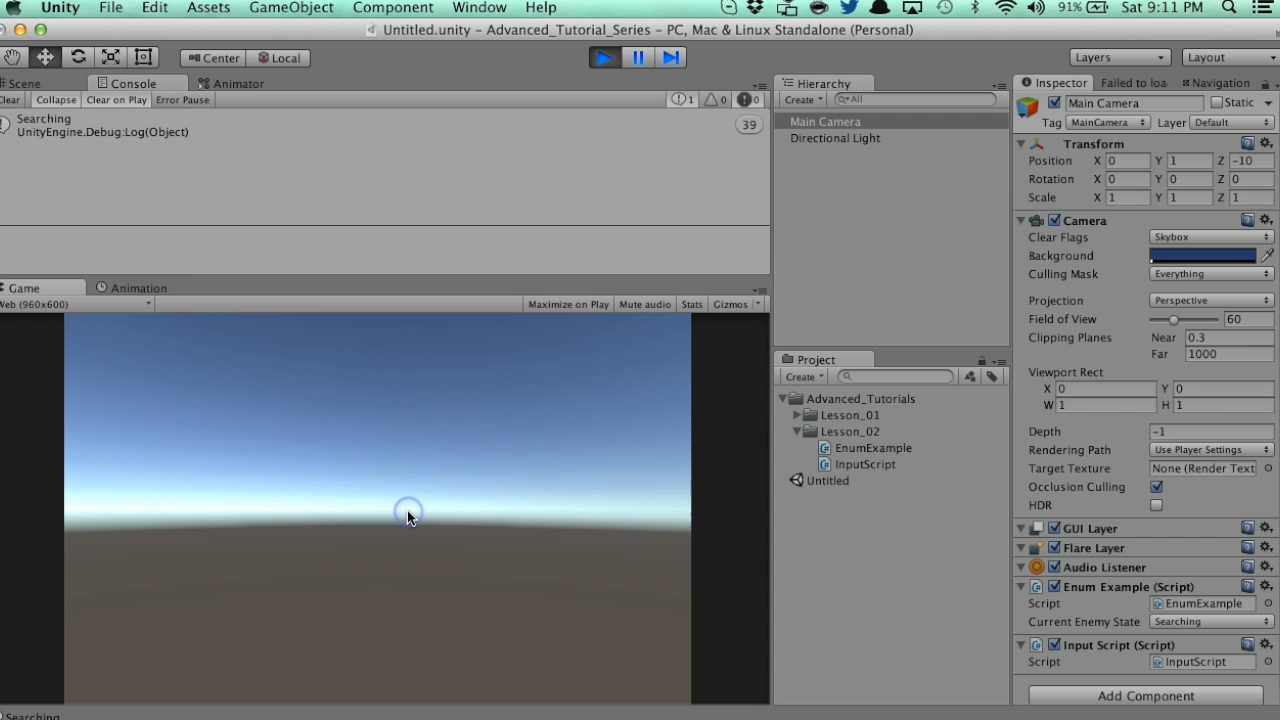 Unity File Edit Assets GameObject Component Window Help 91% Sat 9:11 PM
Untitled.unity - Advanced_Tutorial_Series - PC, Mac & Linux Standalone (Personal)
Center Local Layers Layout
Scene Console Animator
Clear Collapse Clear on Play Error Pause 1 0 0
Searching
UnityEngine.Debug:Log(Object)
39
Game Animation
Web (960x600) Maximize on Play Mute audio Stats Gizmos
Searching
Hierarchy
Create All
Main Camera
Directional Light
Project
Create
Advanced_Tutorials
Lesson_01
Lesson_02
EnumExample
InputScript
Untitled
Inspector Failed to loa Navigation
Main Camera Static
Tag MainCamera Layer Default
Transform
Position X 0 Y 1 Z -10
Rotation X 0 Y 0 Z 0
Scale X 1 Y 1 Z 1
Camera
Clear Flags Skybox
Background
Culling Mask Everything
Projection Perspective
Field of View 60
Clipping Planes Near 0.3
Far 1000
Viewport Rect
X 0 Y 0
W 1 H 1
Depth -1
Rendering Path Use Player Settings
Target Texture None (Render Text
Occlusion Culling
HDR
GUI Layer
Flare Layer
Audio Listener
Enum Example (Script)
Script EnumExample
Current Enemy State Searching
Input Script (Script)
Script InputScript
Add Component